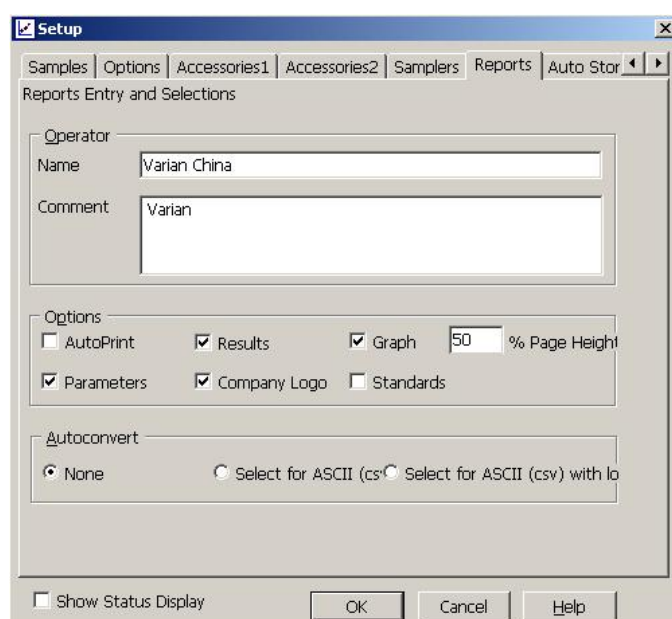 Setup
Samples Options Accessories1 Accessories2 Samplers Reports Auto Stor
Reports Entry and Selections
Operator
Name Varian China
Comment Varian
Options
AutoPrint Results Graph 50 % Page Height
Parameters Company Logo Standards
Autoconvert
None Select for ASCII (cs Select for ASCII (csv) with lo
Show Status Display OK Cancel Help